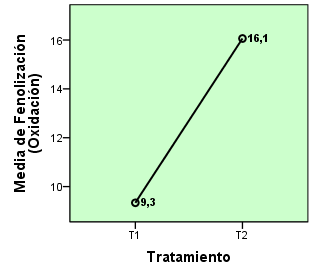 Media de Fenolización
(Oxidación)
16
14
12
10
16,1
9,3
T1
T2
Tratamiento